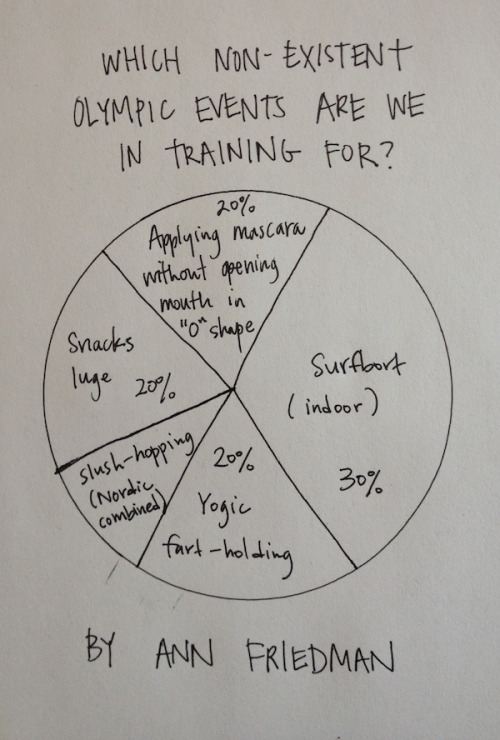 WHICH NON-EXISTENT
OLYMPIC EVENTS ARE WE
IN TRAINING FOR?
20%
Applying mascara
without opening
mouth in
"O" shape
Snacks
luge 20%
Surfbort
(indoor)
30%
slush-hopping
(Nordic
combined)
20%
Yogic
fart-holding
BY ANN FRIEDMAN